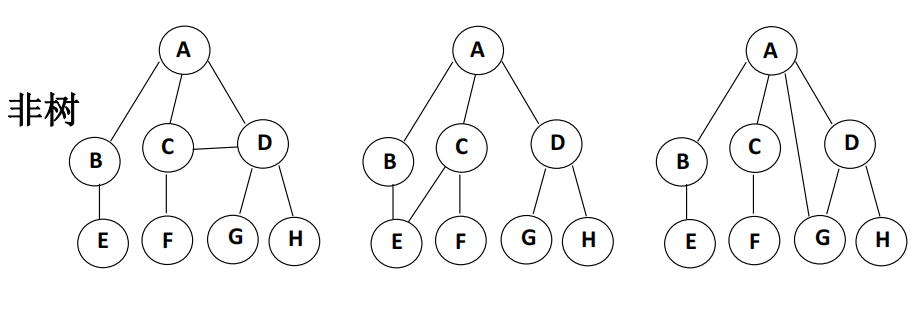 A A A
非树
B C D B C D B C D
E F G H E F G H E F G H